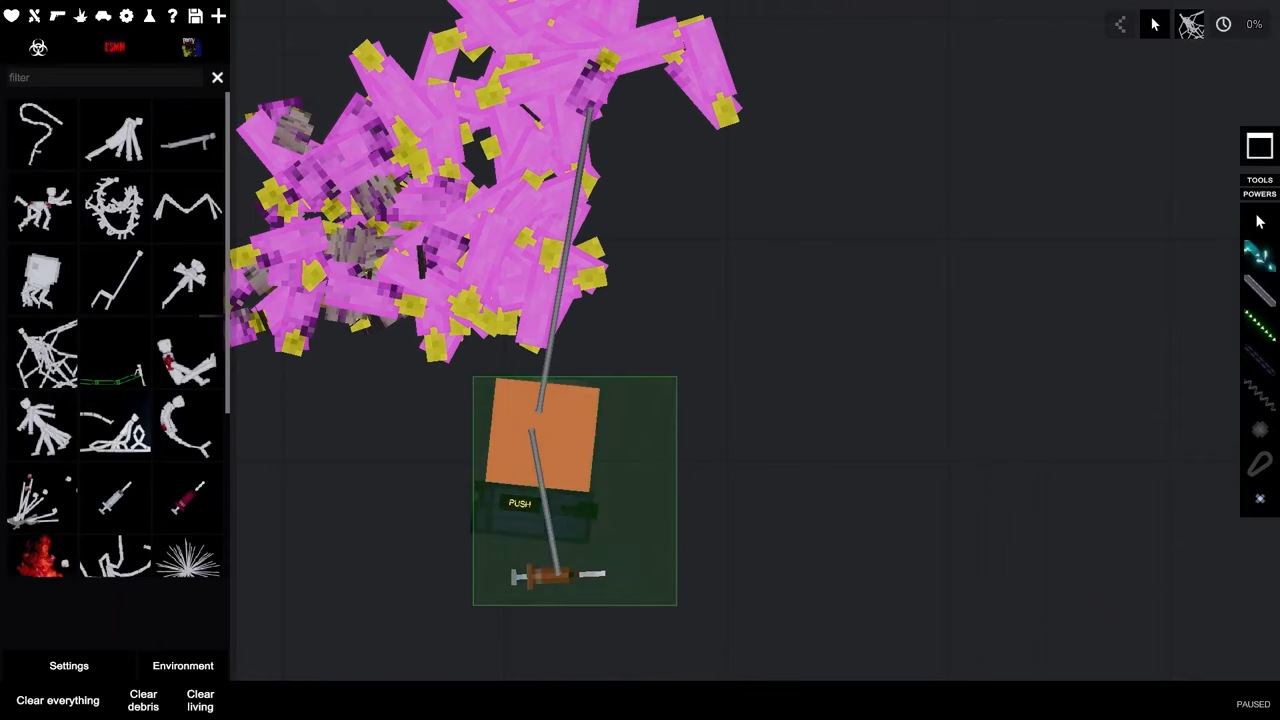 0%
filter
TOOLS
POWERS
PUSH
Settings
Environment
Clear everything
Clear debris
Clear living
PAUSED